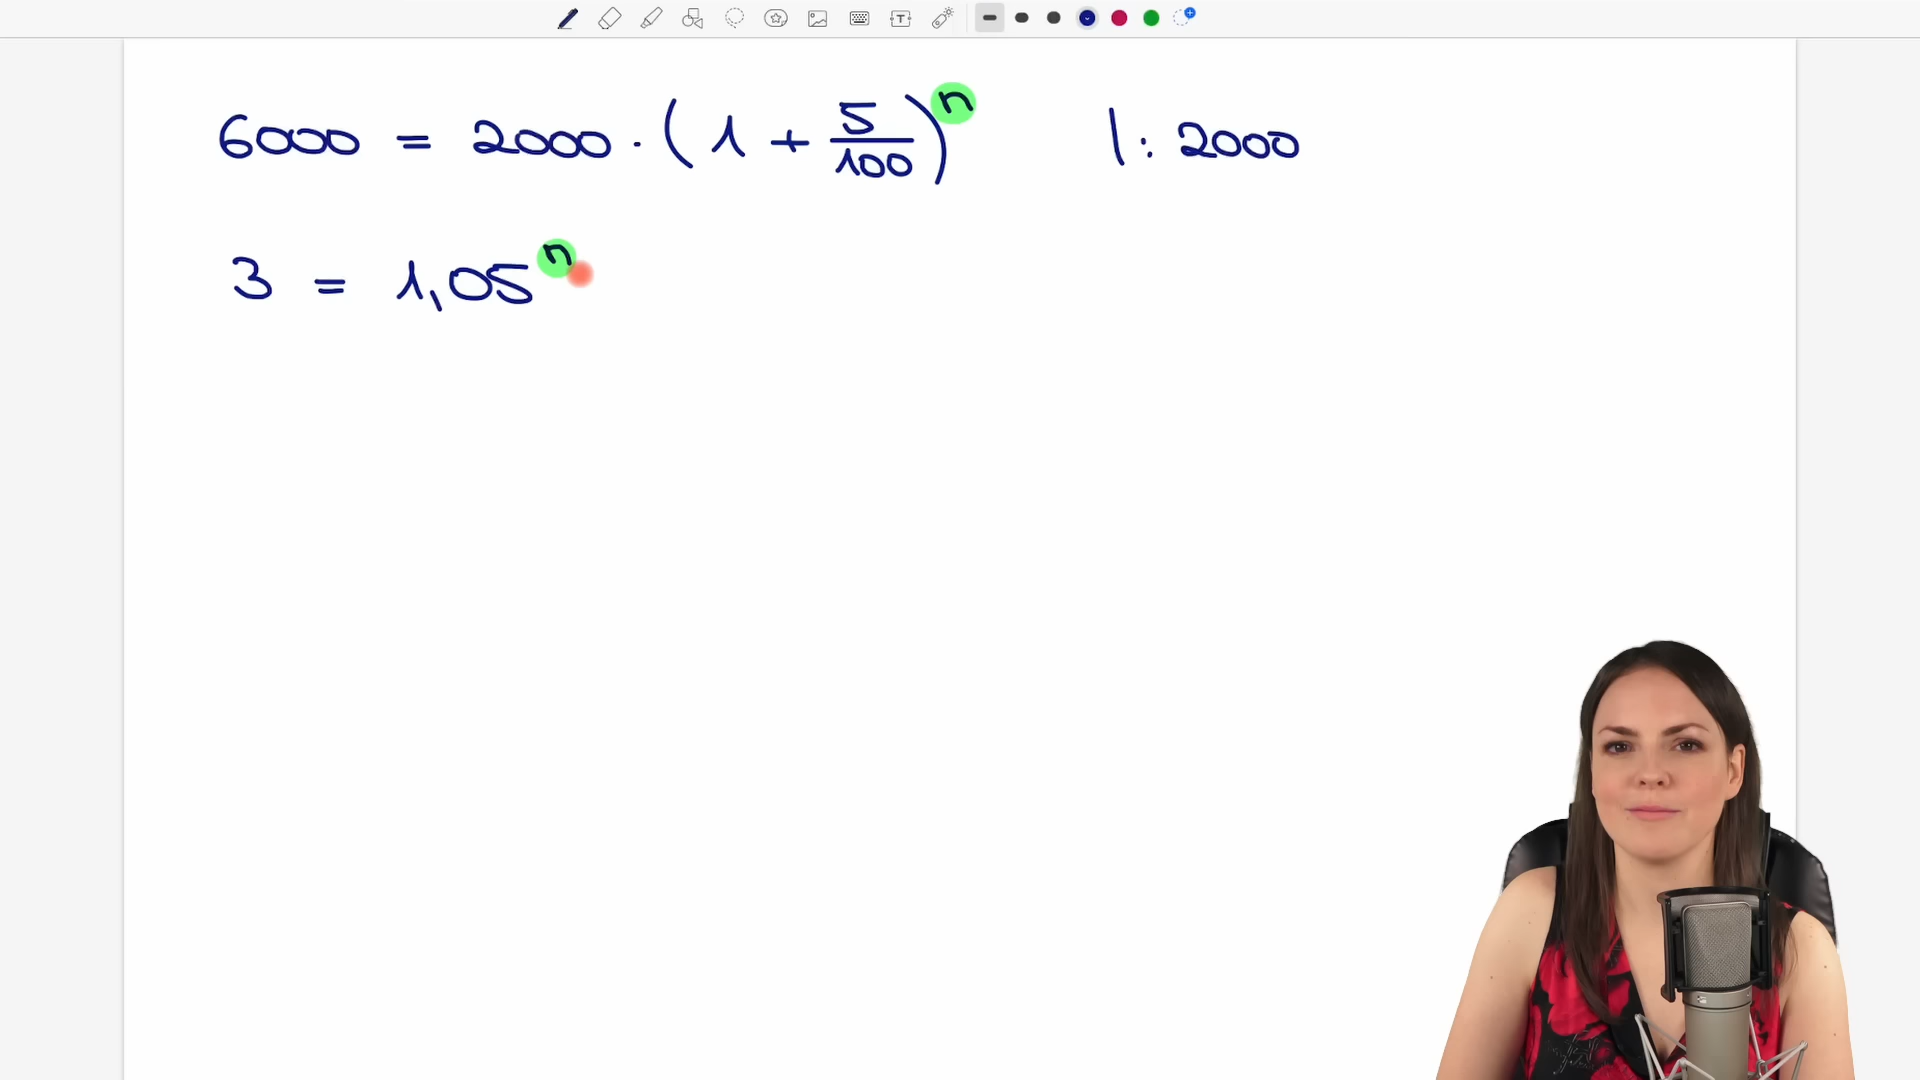 6000 = 2000 · (1 + 5/100)^n |: 2000
3 = 1,05^n